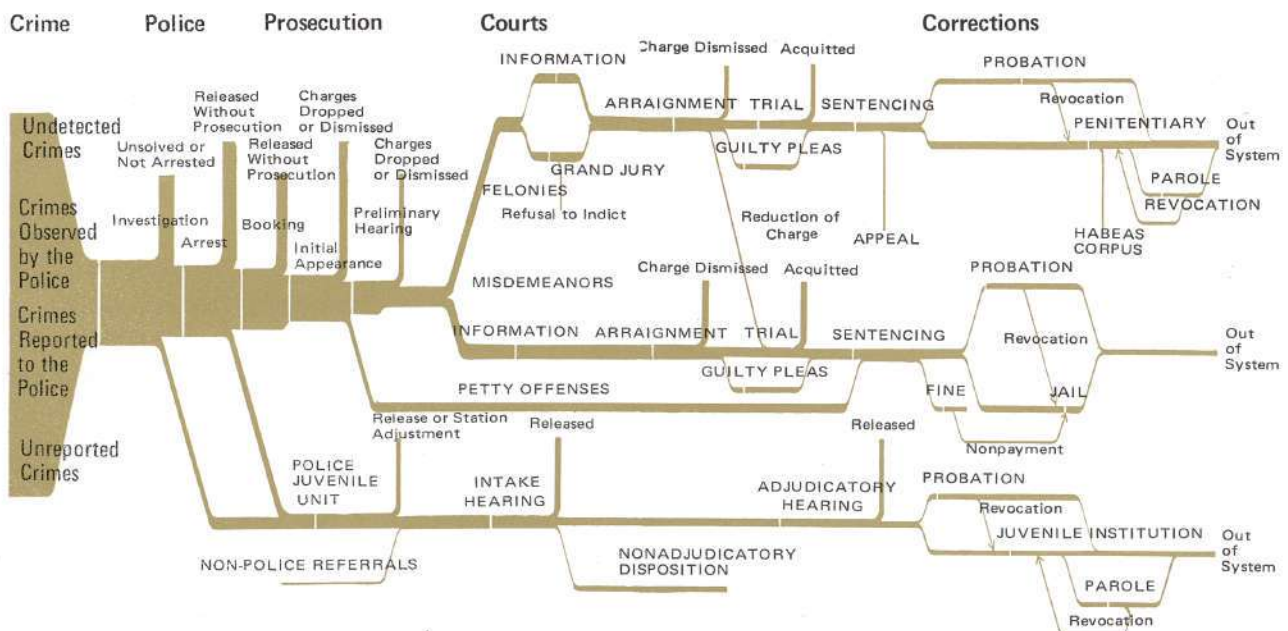 Crime
Police
Prosecution
Courts
Corrections
Undetected
Crimes
Crimes
Observed
by the
Police
Crimes
Reported
to the
Police
Unreported
Crimes
Unsolved or
Not Arrested
Investigation
Released
Without
Prosecution
Arrest
Released
Without
Prosecution
Booking
Charges
Dropped
or Dismissed
Initial
Appearance
Charges
Dropped
or Dismissed
Preliminary
Hearing
FELONIES
INFORMATION
GRAND JURY
Refusal to Indict
ARRAIGNMENT
Charge Dismissed
TRIAL
Acquitted
GUILTY PLEAS
SENTENCING
Reduction of
Charge
APPEAL
PROBATION
Revocation
PENITENTIARY
PAROLE
REVOCATION
HABEAS
CORPUS
Out
of
System
MISDEMEANORS
INFORMATION
ARRAIGNMENT
Charge Dismissed
TRIAL
Acquitted
GUILTY PLEAS
SENTENCING
PROBATION
Revocation
FINE
JAIL
Nonpayment
Out
of
System
PETTY OFFENSES
POLICE
JUVENILE
UNIT
Release or Station
Adjustment
NON-POLICE REFERRALS
INTAKE
HEARING
Released
NONADJUDICATORY
DISPOSITION
ADJUDICATORY
HEARING
Released
PROBATION
Revocation
JUVENILE INSTITUTION
PAROLE
Revocation
Out
of
System